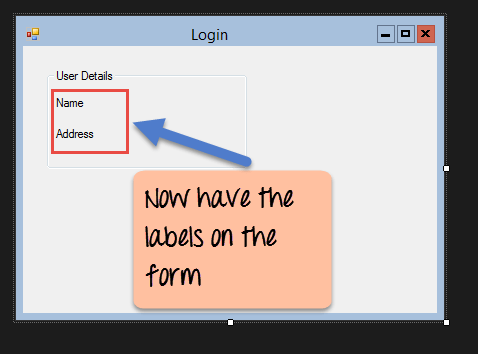 Login
User Details
Name
Address
Now have the
labels on the
form